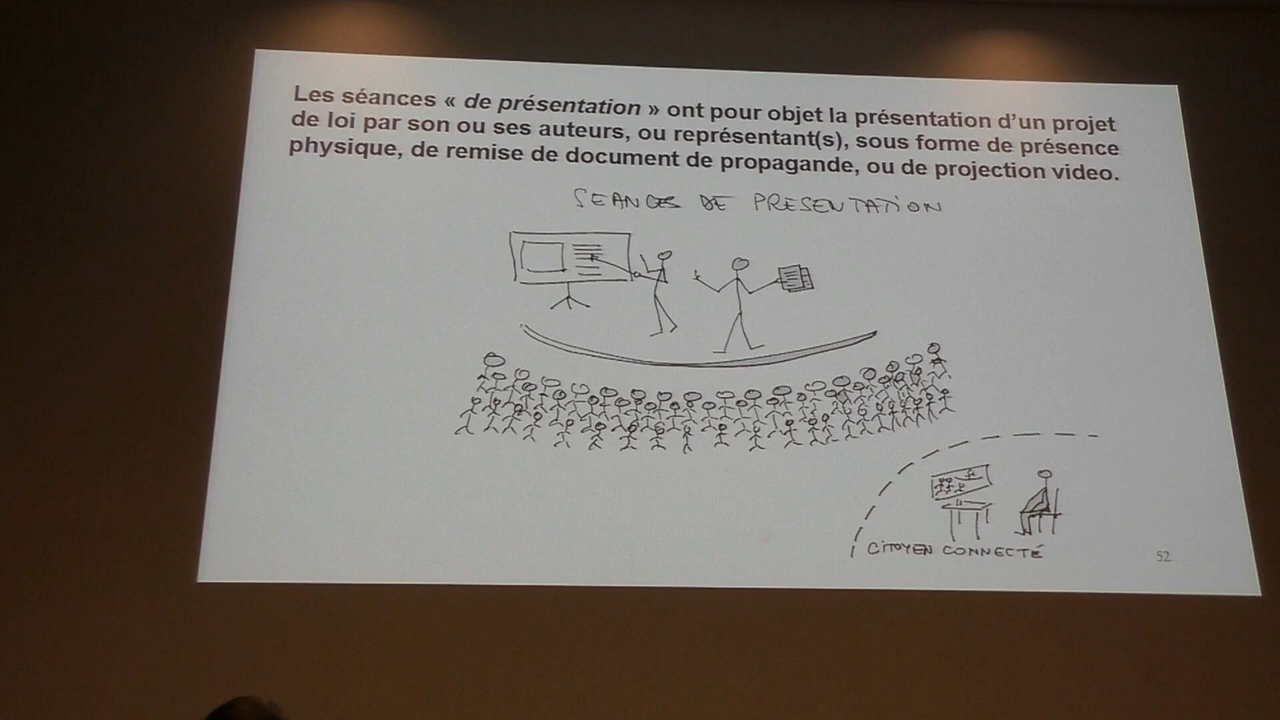 Les séances « de présentation » ont pour objet la présentation d'un projet
de loi par son ou ses auteurs, ou représentant(s), sous forme de présence
physique, de remise de document de propagande, ou de projection video.
SEANCES DE PRESENTATION
CITOYEN CONNECTÉ
52